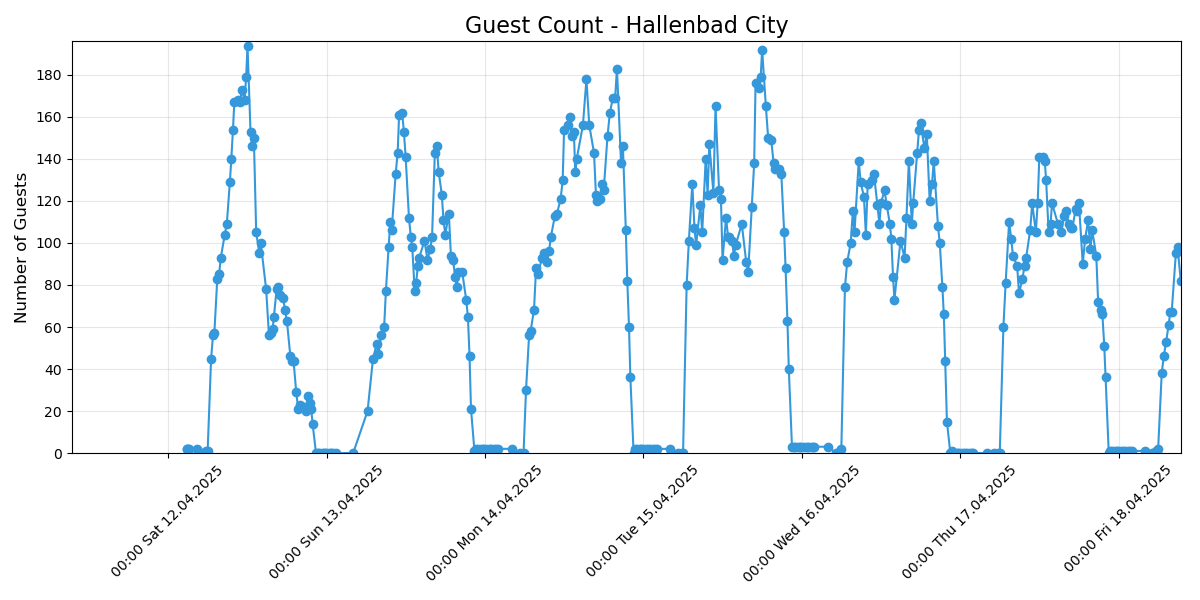 Guest Count - Hallenbad City
Number of Guests
180
160
140
120
100
80
60
40
20
0
00:00 Sat 12.04.2025
00:00 Sun 13.04.2025
00:00 Mon 14.04.2025
00:00 Tue 15.04.2025
00:00 Wed 16.04.2025
00:00 Thu 17.04.2025
00:00 Fri 18.04.2025